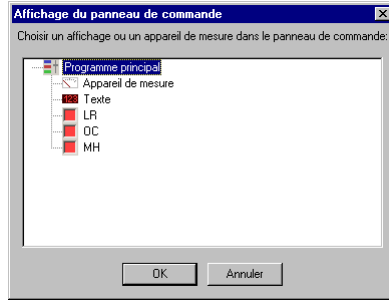 Affichage du panneau de commande
Choisir un affichage ou un appareil de mesure dans le panneau de commande:
Programme principal
Appareil de mesure
123 Texte
LR
OC
MH
OK Annuler